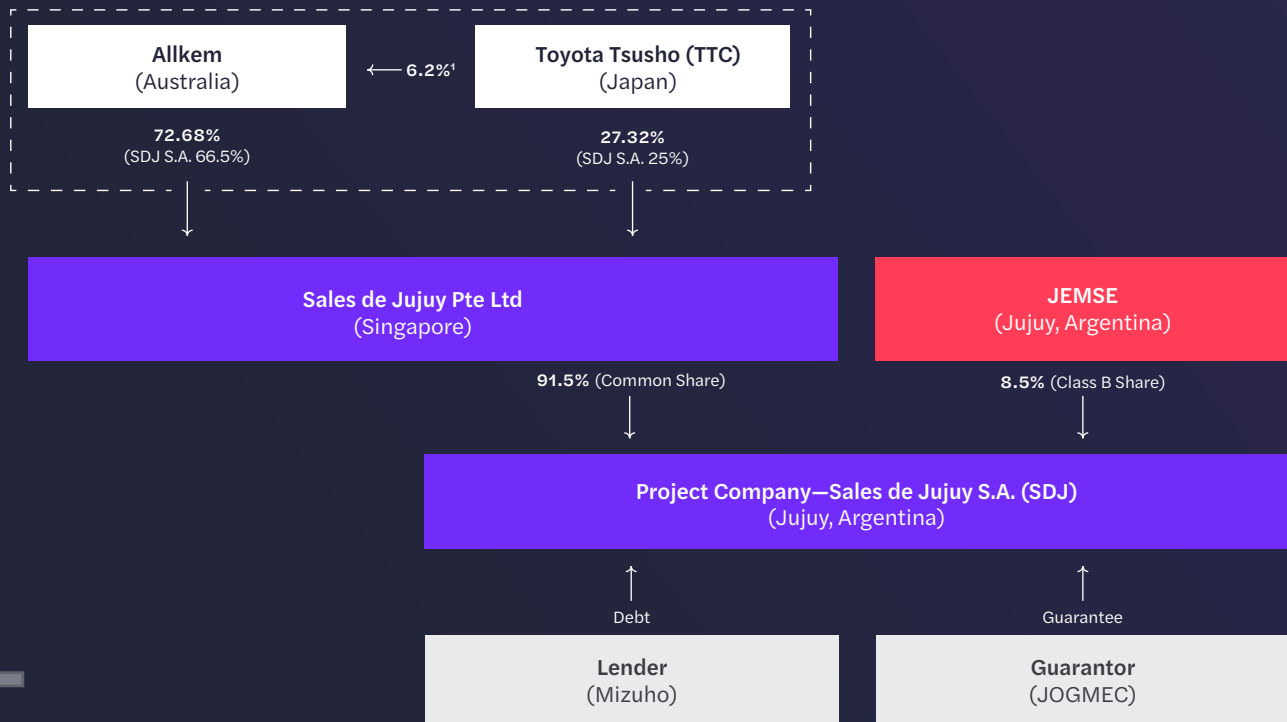 Allkem
(Australia)
6.2%¹
Toyota Tsusho (TTC)
(Japan)
72.68%
(SDJ S.A. 66.5%)
27.32%
(SDJ S.A. 25%)
Sales de Jujuy Pte Ltd
(Singapore)
JEMSE
(Jujuy, Argentina)
91.5% (Common Share)
8.5% (Class B Share)
Project Company—Sales de Jujuy S.A. (SDJ)
(Jujuy, Argentina)
Debt
Guarantee
Lender
(Mizuho)
Guarantor
(JOGMEC)